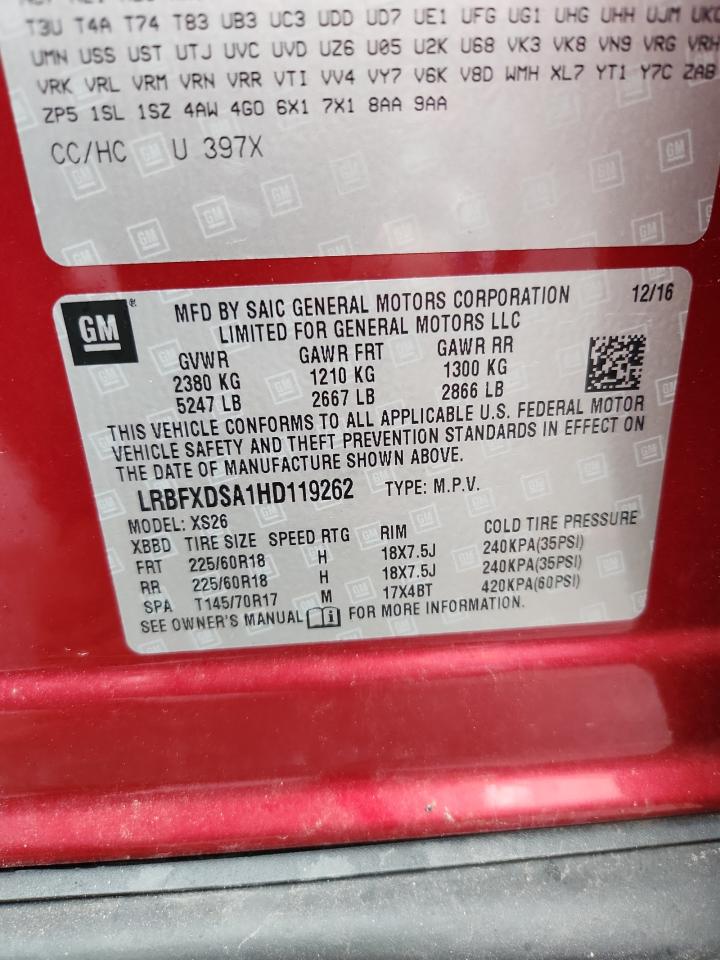 T3U T4A T74 T83 UB3 UC3 UDD UD7 UE1 UFG UG1 UHG UHH UJM
UMN USS UST UTJ UVC UVD UZ6 U05 U2K U68 VK3 VK8 VN9 VRG VRH
VRK VRL VRM VRN VRR VTI VV4 VY7 V6K V8D WMH XL7 YT1 Y7C ZAB
ZP5 1SL 1SZ 4AW 4G0 6X1 7X1 8AA 9AA
CC/HC U 397X
GM ® MFD BY SAIC GENERAL MOTORS CORPORATION 12/16
LIMITED FOR GENERAL MOTORS LLC
GVWR GAWR FRT GAWR RR
2380 KG 1210 KG 1300 KG
5247 LB 2667 LB 2866 LB
THIS VEHICLE CONFORMS TO ALL APPLICABLE U.S. FEDERAL MOTOR
VEHICLE SAFETY AND THEFT PREVENTION STANDARDS IN EFFECT ON
THE DATE OF MANUFACTURE SHOWN ABOVE.
LRBFXDSA1HD119262 TYPE: M.P.V.
MODEL: XS26
XBBD TIRE SIZE SPEED RTG RIM COLD TIRE PRESSURE
FRT 225/60R18 H 18X7.5J 240KPA(35PSI)
RR 225/60R18 H 18X7.5J 240KPA(35PSI)
SPA T145/70R17 M 17X4BT 420KPA(60PSI)
SEE OWNER'S MANUAL FOR MORE INFORMATION.